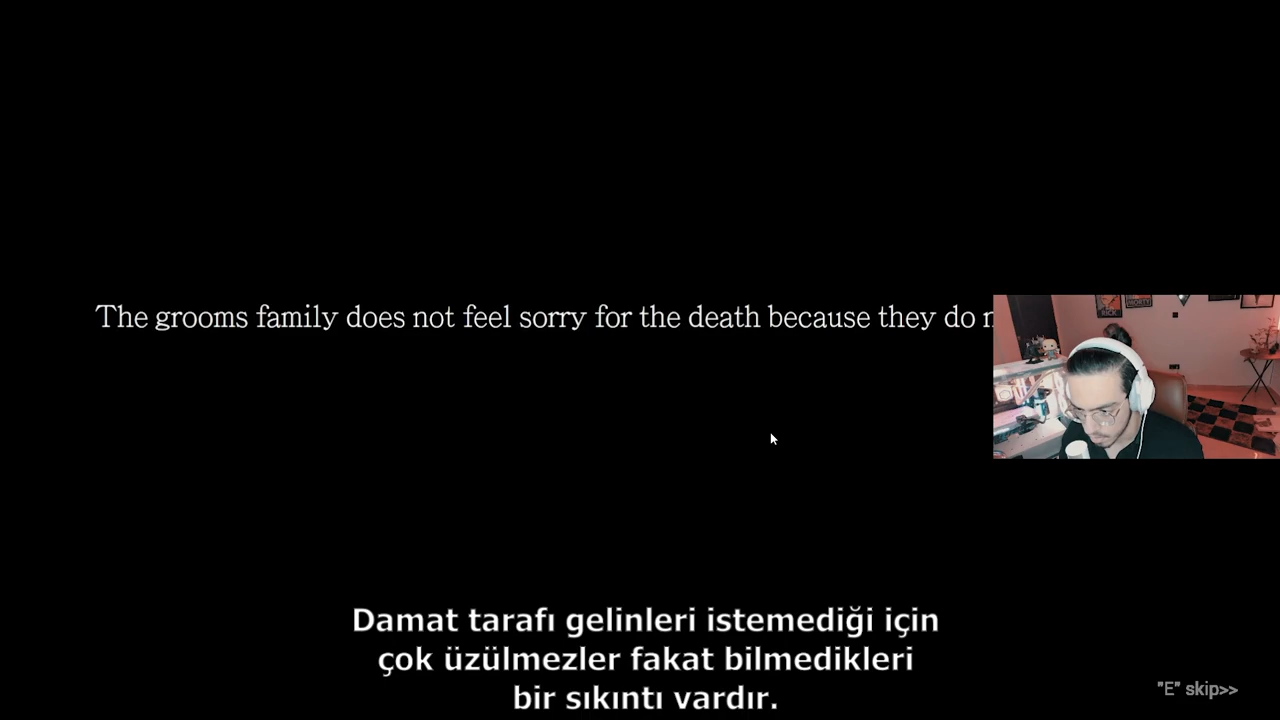 The grooms family does not feel sorry for the death because they do
RICK
Damat tarafı gelinleri istemediği için
çok üzülmezler fakat bilmedikleri
bir sıkıntı vardır.
"E" skip>>